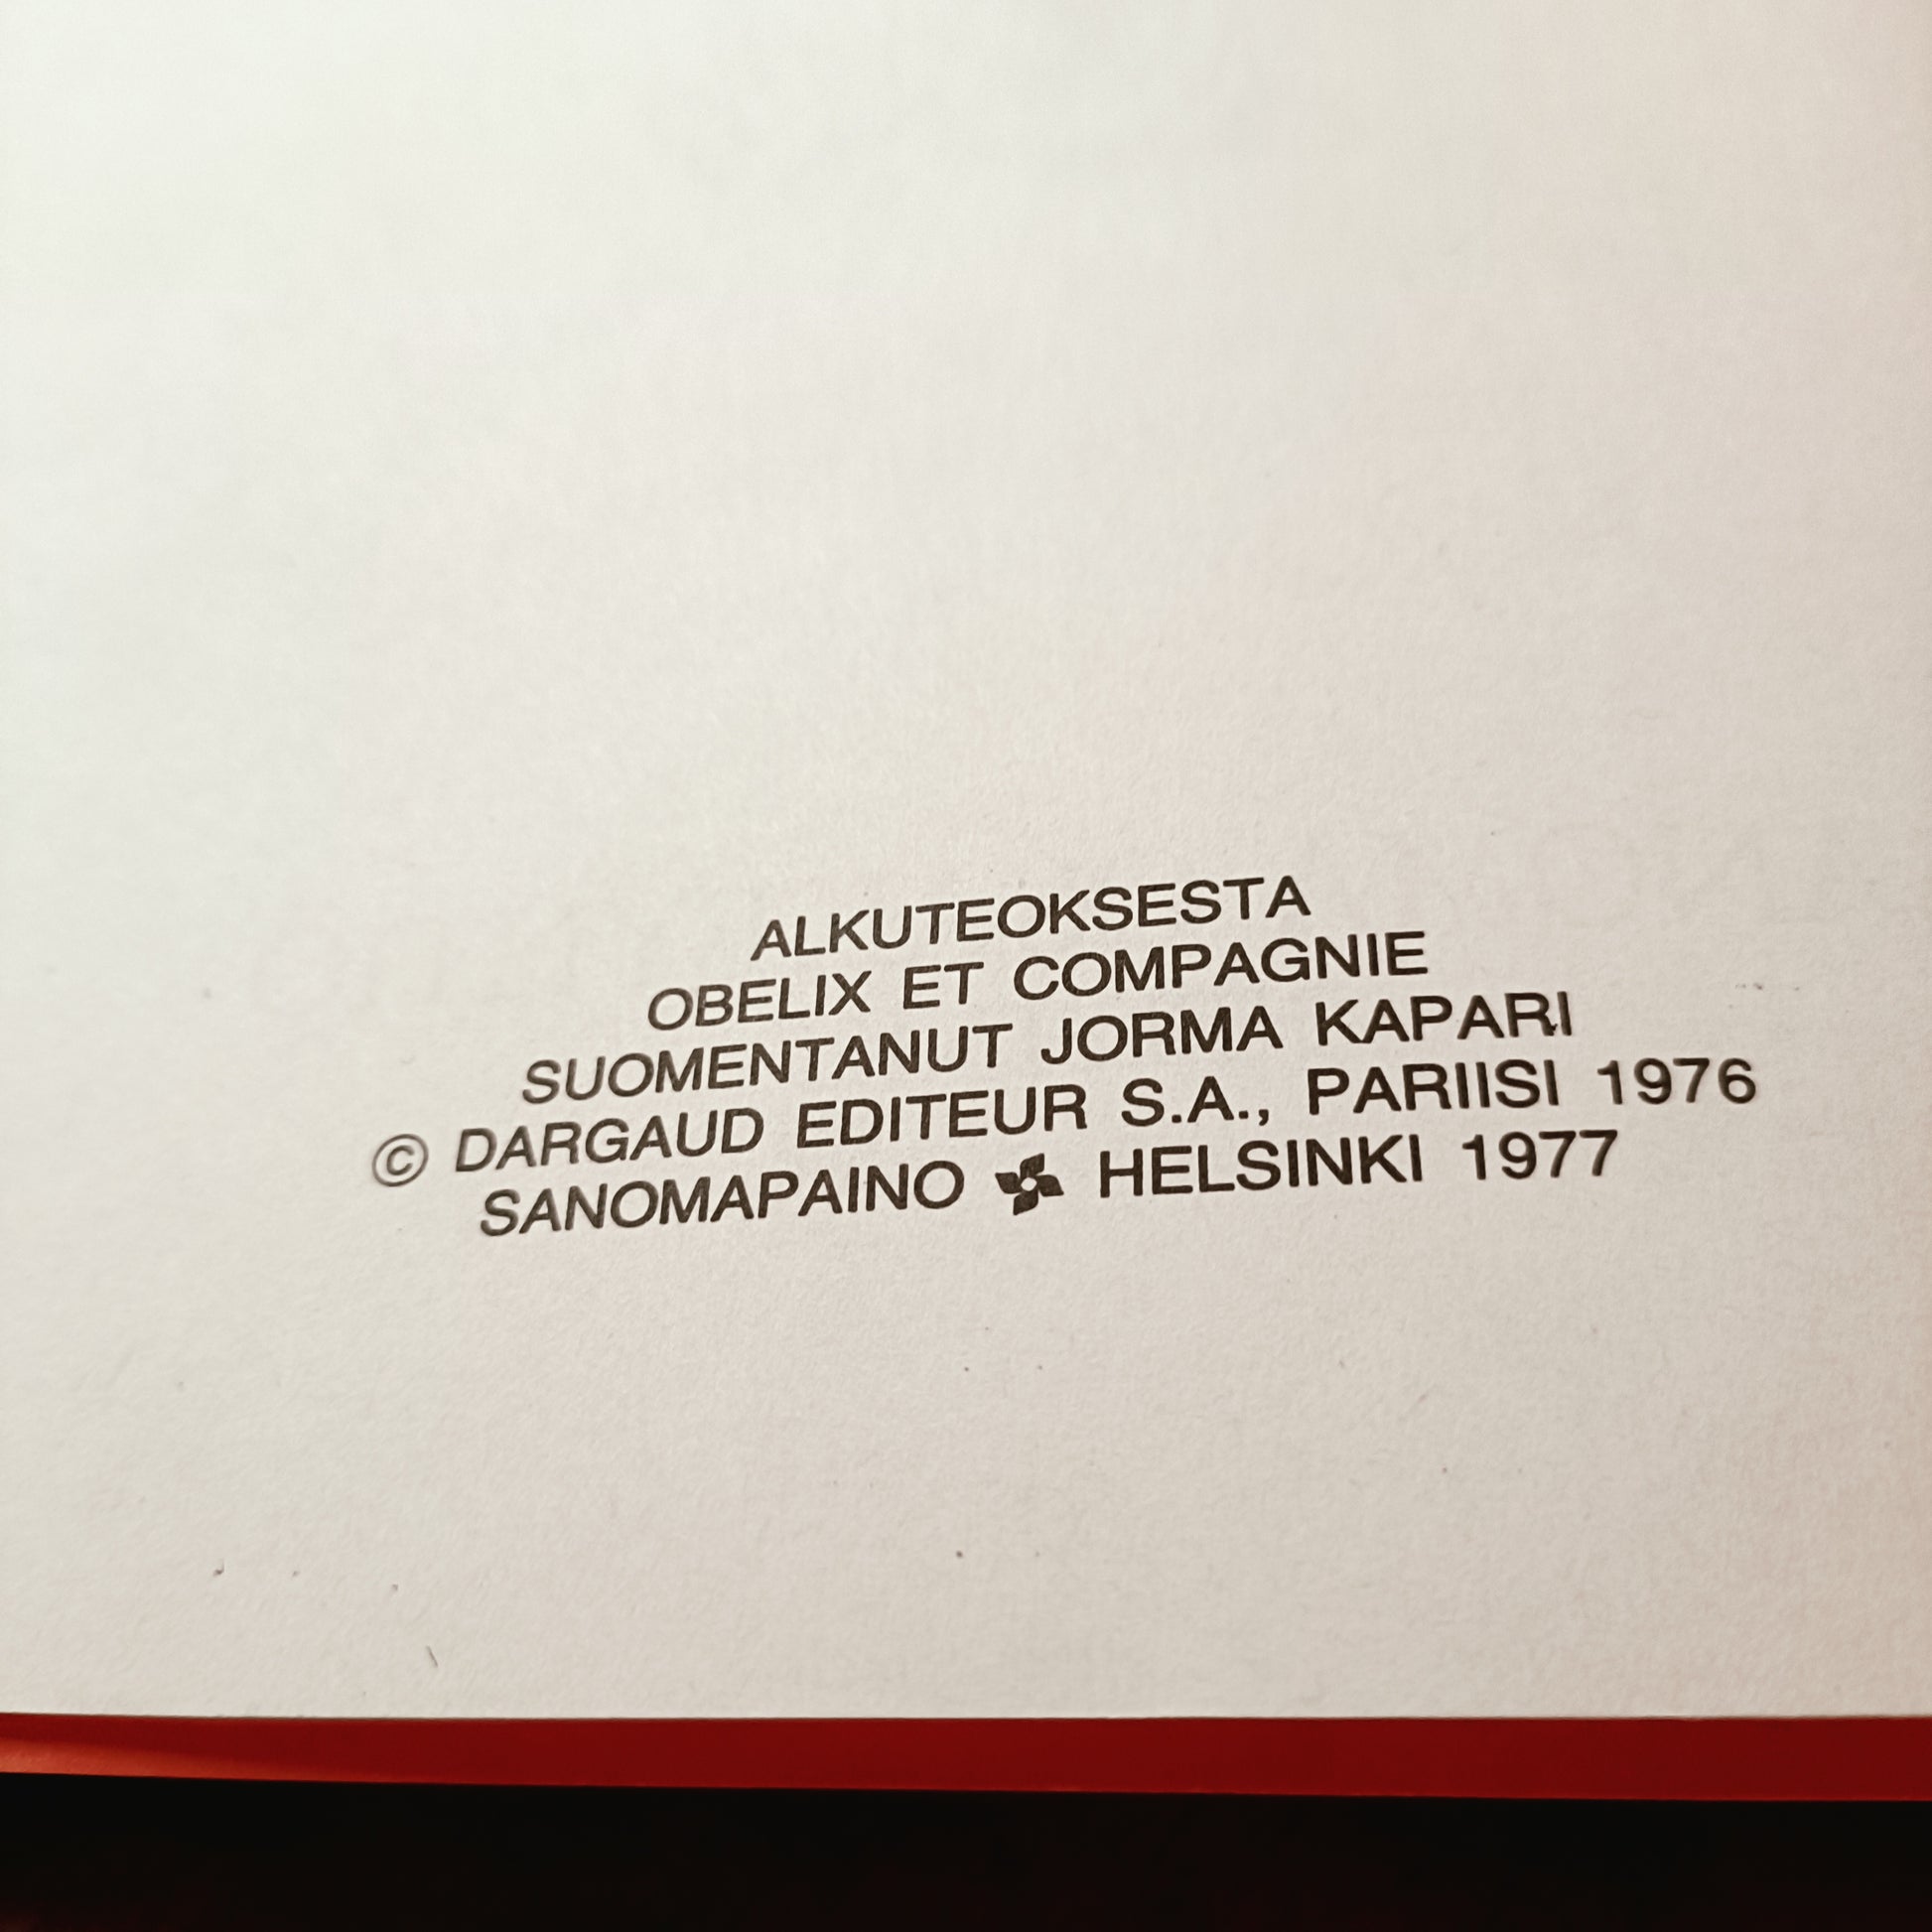 ALKUTEOKSESTA
OBELIX ET COMPAGNIE
SUOMENTANUT JORMA KAPARI
© DARGAUD EDITEUR S.A., PARIISI 1976
SANOMAPAINO HELSINKI 1977